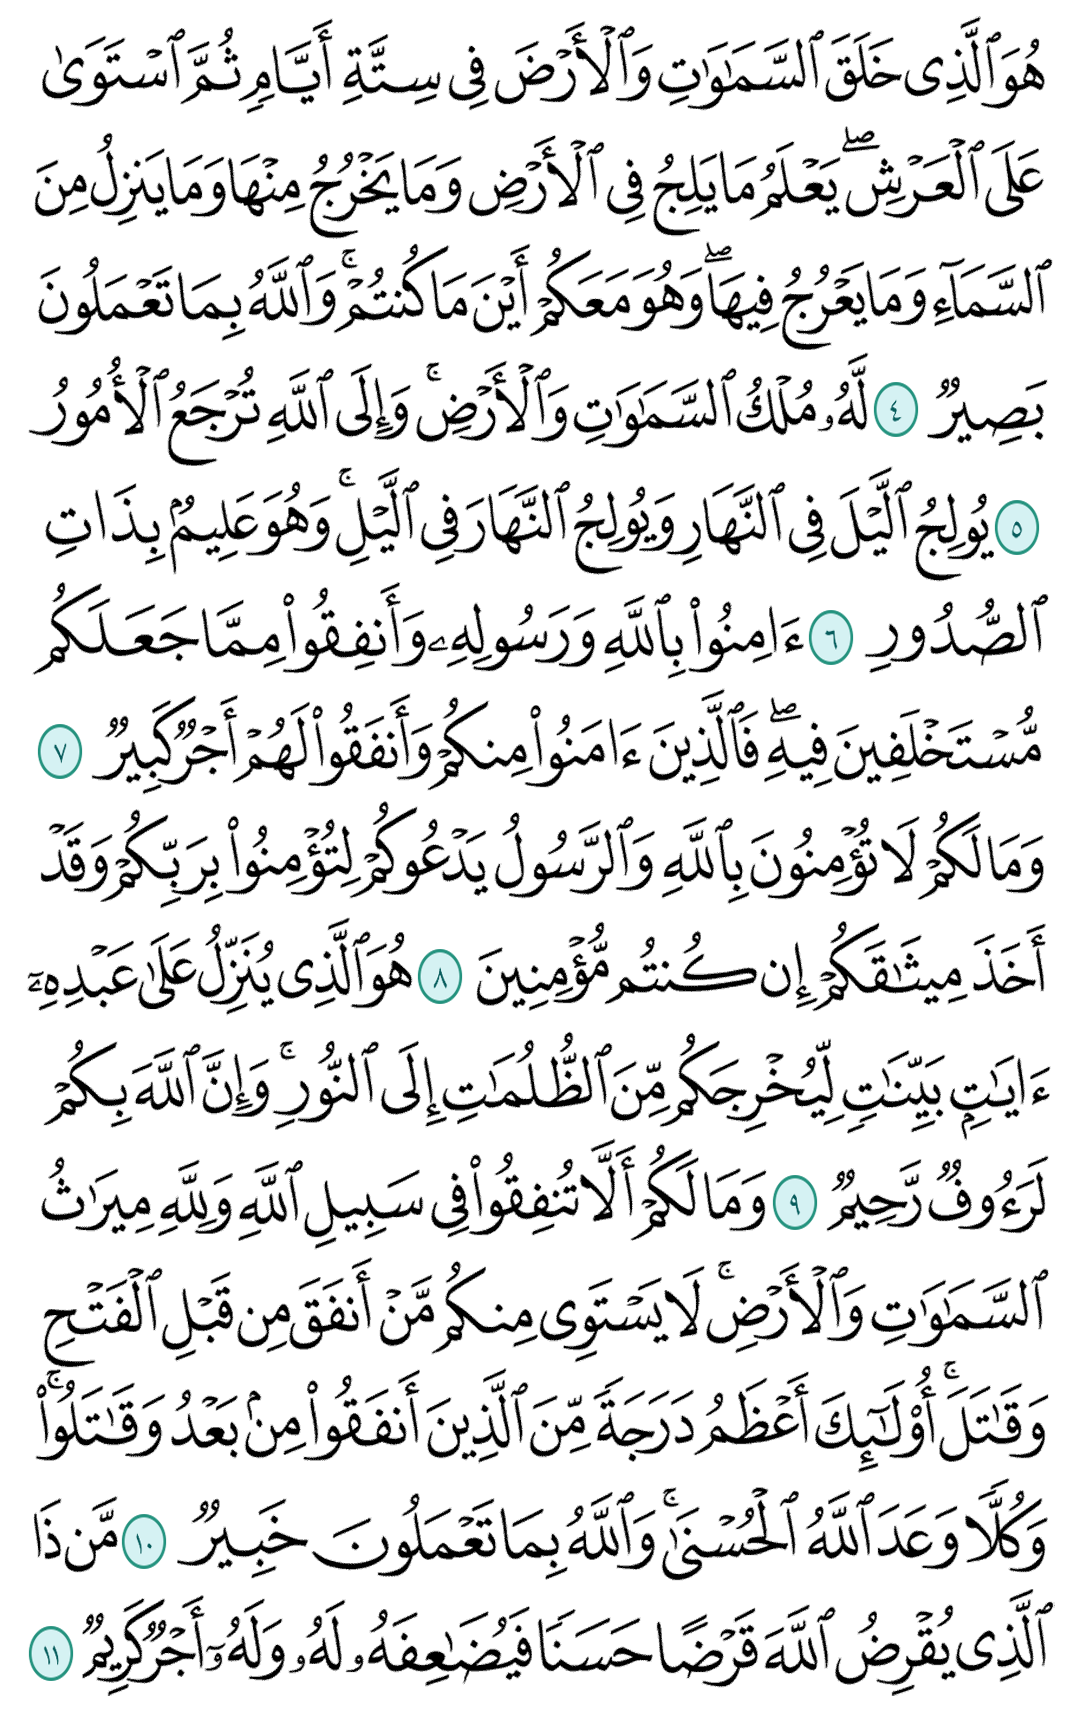 هُوَ ٱلَّذِى خَلَقَ ٱلسَّمَٰوَٰتِ وَٱلْأَرْضَ فِى سِتَّةِ أَيَّامٍ ثُمَّ ٱسْتَوَىٰ
عَلَى ٱلْعَرْشِ ۖ يَعْلَمُ مَا يَلِجُ فِى ٱلْأَرْضِ وَمَا يَخْرُجُ مِنْهَا وَمَا يَنزِلُ مِنَ
ٱلسَّمَآءِ وَمَا يَعْرُجُ فِيهَا ۖ وَهُوَ مَعَكُمْ أَيْنَ مَا كُنتُمْ ۚ وَٱللَّهُ بِمَا تَعْمَلُونَ
بَصِيرٌ ٤ لَّهُۥ مُلْكُ ٱلسَّمَٰوَٰتِ وَٱلْأَرْضِ ۚ وَإِلَى ٱللَّهِ تُرْجَعُ ٱلْأُمُورُ
٥ يُولِجُ ٱلَّيْلَ فِى ٱلنَّهَارِ وَيُولِجُ ٱلنَّهَارَ فِى ٱلَّيْلِ ۚ وَهُوَ عَلِيمٌۢ بِذَاتِ
ٱلصُّدُورِ ٦ ءَامِنُوا۟ بِٱللَّهِ وَرَسُولِهِۦ وَأَنفِقُوا۟ مِمَّا جَعَلَكُم
مُّسْتَخْلَفِينَ فِيهِ ۖ فَٱلَّذِينَ ءَامَنُوا۟ مِنكُمْ وَأَنفَقُوا۟ لَهُمْ أَجْرٌ كَبِيرٌ ٧
وَمَا لَكُمْ لَا تُؤْمِنُونَ بِٱللَّهِ وَٱلرَّسُولُ يَدْعُوكُمْ لِتُؤْمِنُوا۟ بِرَبِّكُمْ وَقَدْ
أَخَذَ مِيثَٰقَكُمْ إِن كُنتُم مُّؤْمِنِينَ ٨ هُوَ ٱلَّذِى يُنَزِّلُ عَلَىٰ عَبْدِهِۦٓ
ءَايَٰتٍۭ بَيِّنَٰتٍ لِّيُخْرِجَكُم مِّنَ ٱلظُّلُمَٰتِ إِلَى ٱلنُّورِ ۚ وَإِنَّ ٱللَّهَ بِكُمْ
لَرَءُوفٌ رَّحِيمٌ ٩ وَمَا لَكُمْ أَلَّا تُنفِقُوا۟ فِى سَبِيلِ ٱللَّهِ وَلِلَّهِ مِيرَٰثُ
ٱلسَّمَٰوَٰتِ وَٱلْأَرْضِ ۚ لَا يَسْتَوِى مِنكُم مَّنْ أَنفَقَ مِن قَبْلِ ٱلْفَتْحِ
وَقَٰتَلَ ۚ أُو۟لَٰٓئِكَ أَعْظَمُ دَرَجَةً مِّنَ ٱلَّذِينَ أَنفَقُوا۟ مِنۢ بَعْدُ وَقَٰتَلُوا۟ ۚ
وَكُلًّا وَعَدَ ٱللَّهُ ٱلْحُسْنَىٰ ۚ وَٱللَّهُ بِمَا تَعْمَلُونَ خَبِيرٌ ١٠ مَّن ذَا
ٱلَّذِى يُقْرِضُ ٱللَّهَ قَرْضًا حَسَنًا فَيُضَٰعِفَهُۥ لَهُۥ وَلَهُۥٓ أَجْرٌ كَرِيمٌ ١١